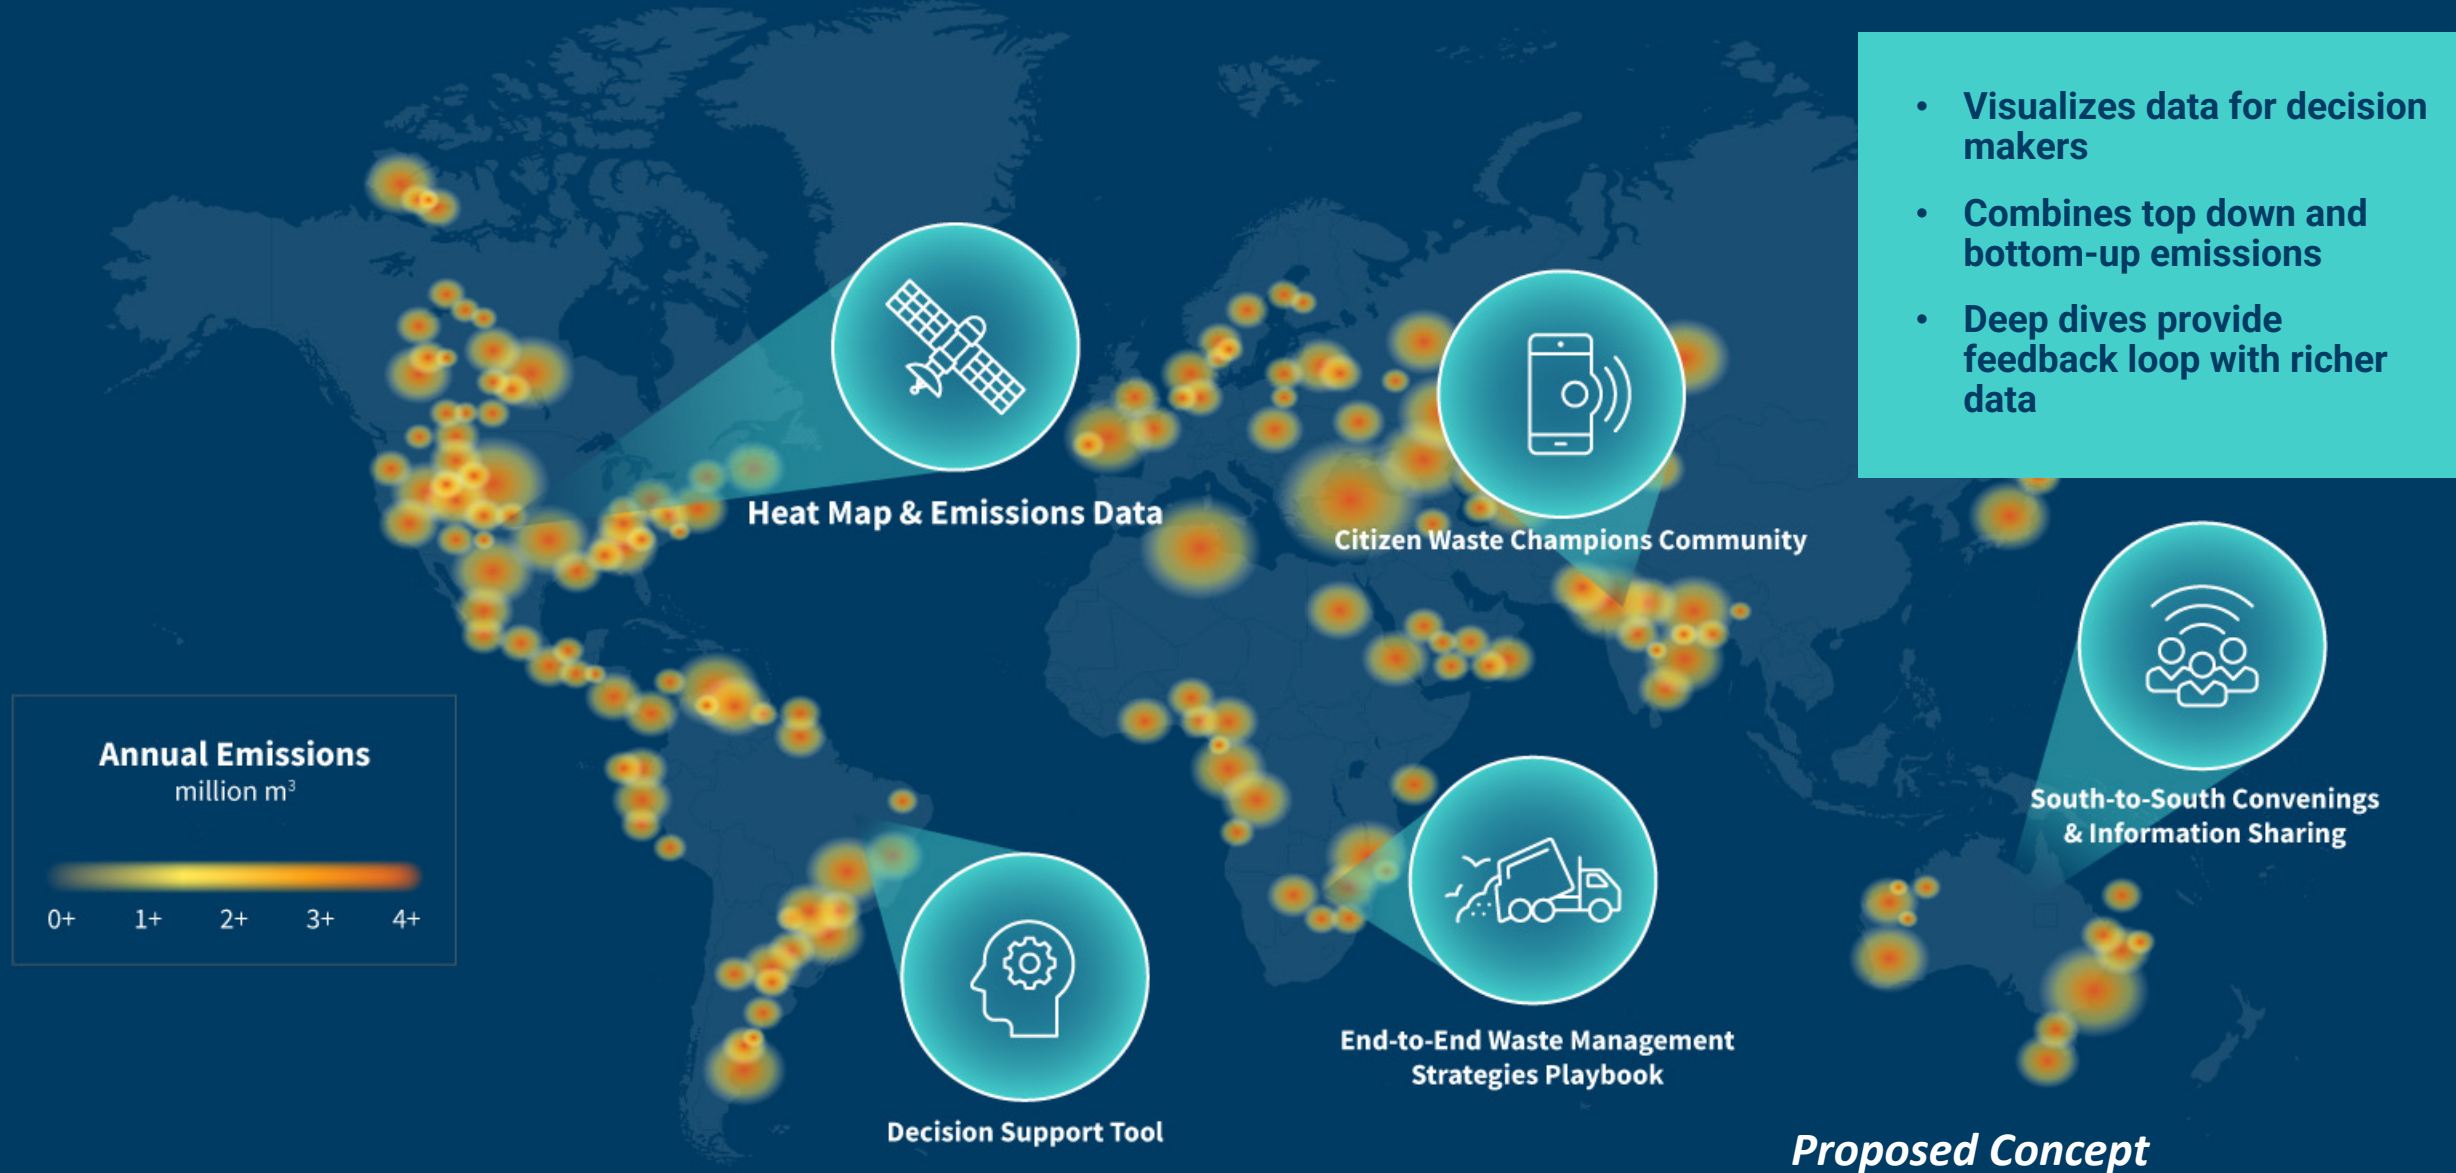 • Visualizes data for decision
makers
• Combines top down and
bottom-up emissions
• Deep dives provide
feedback loop with richer
data
Heat Map & Emissions Data
Citizen Waste Champions Community
South-to-South Convenings
& Information Sharing
Annual Emissions
million m³
0+ 1+ 2+ 3+ 4+
End-to-End Waste Management
Strategies Playbook
Decision Support Tool
Proposed Concept